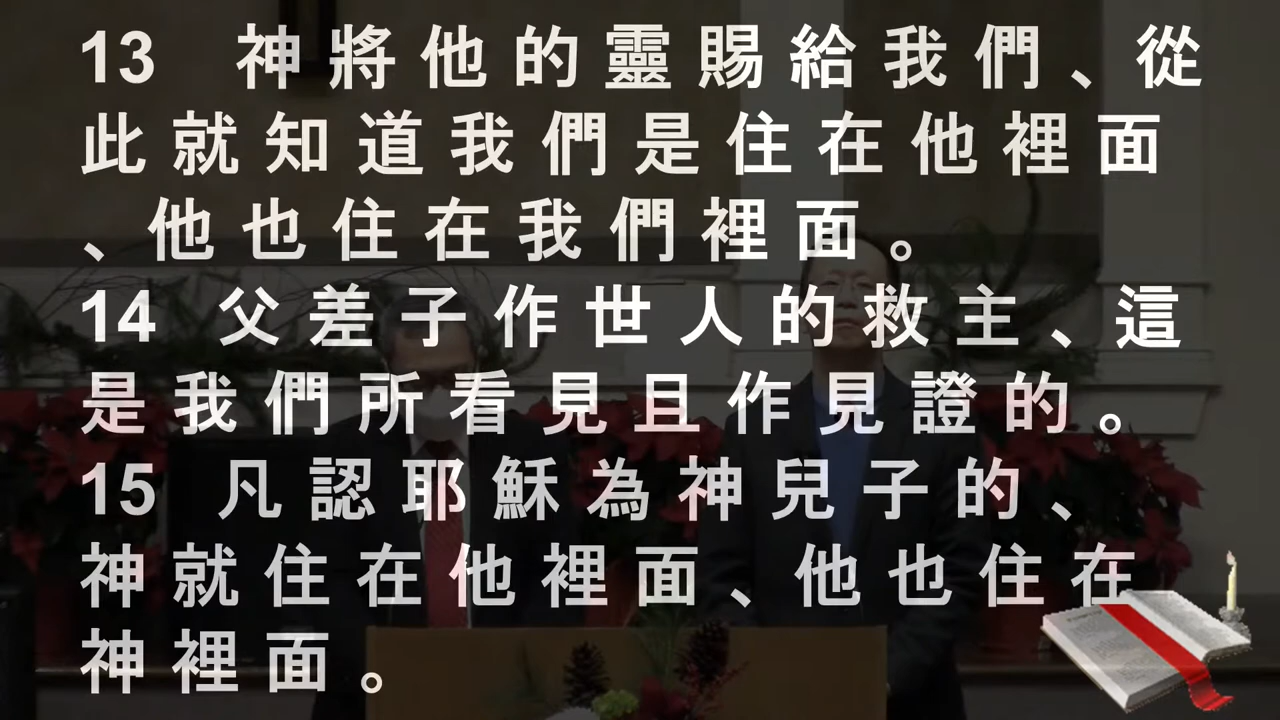 13 神將他的靈賜給我們、從
此就知道我們是住在他裡面
、他也住在我們裡面。
14 父差子作世人的救主、這
是我們所看見且作見證的。
15 凡認耶穌為神兒子的、
神就住在他裡面、他也住在
神裡面。